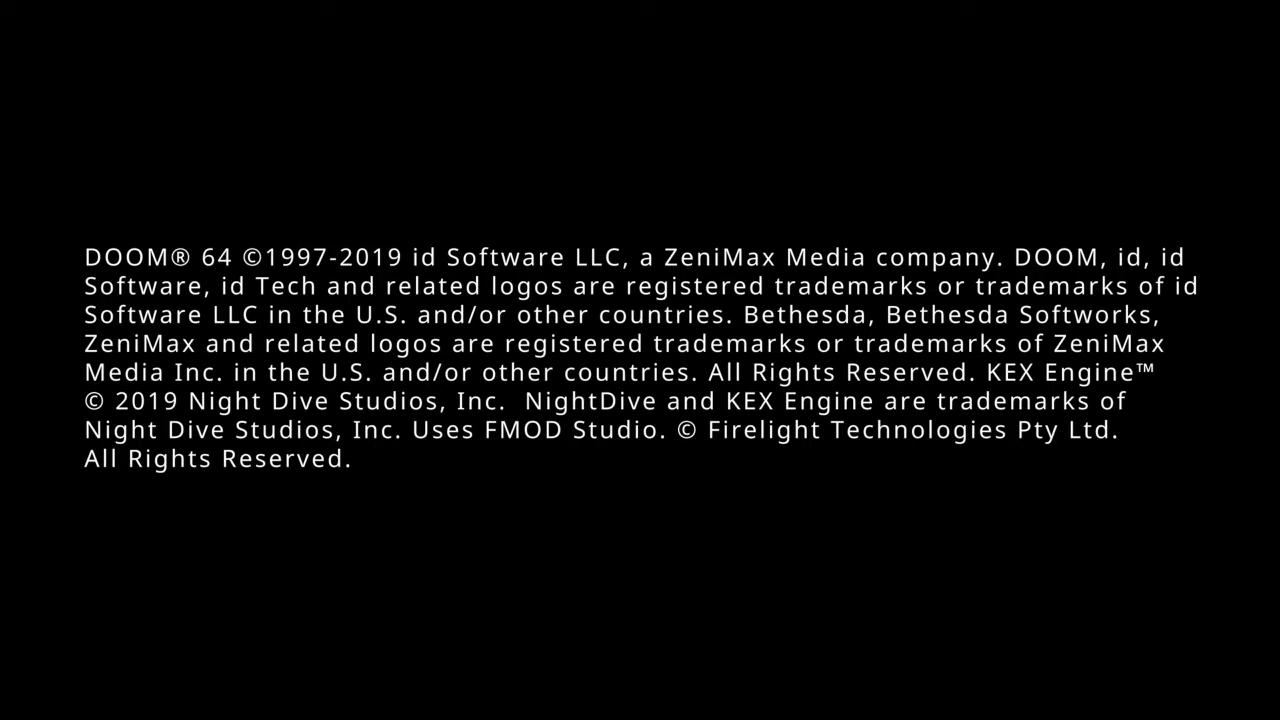 DOOM® 64 ©1997-2019 id Software LLC, a ZeniMax Media company. DOOM, id, id
Software, id Tech and related logos are registered trademarks or trademarks of id
Software LLC in the U.S. and/or other countries. Bethesda, Bethesda Softworks,
ZeniMax and related logos are registered trademarks or trademarks of ZeniMax
Media Inc. in the U.S. and/or other countries. All Rights Reserved. KEX Engine™
© 2019 Night Dive Studios, Inc.  NightDive and KEX Engine are trademarks of
Night Dive Studios, Inc. Uses FMOD Studio. © Firelight Technologies Pty Ltd.
All Rights Reserved.